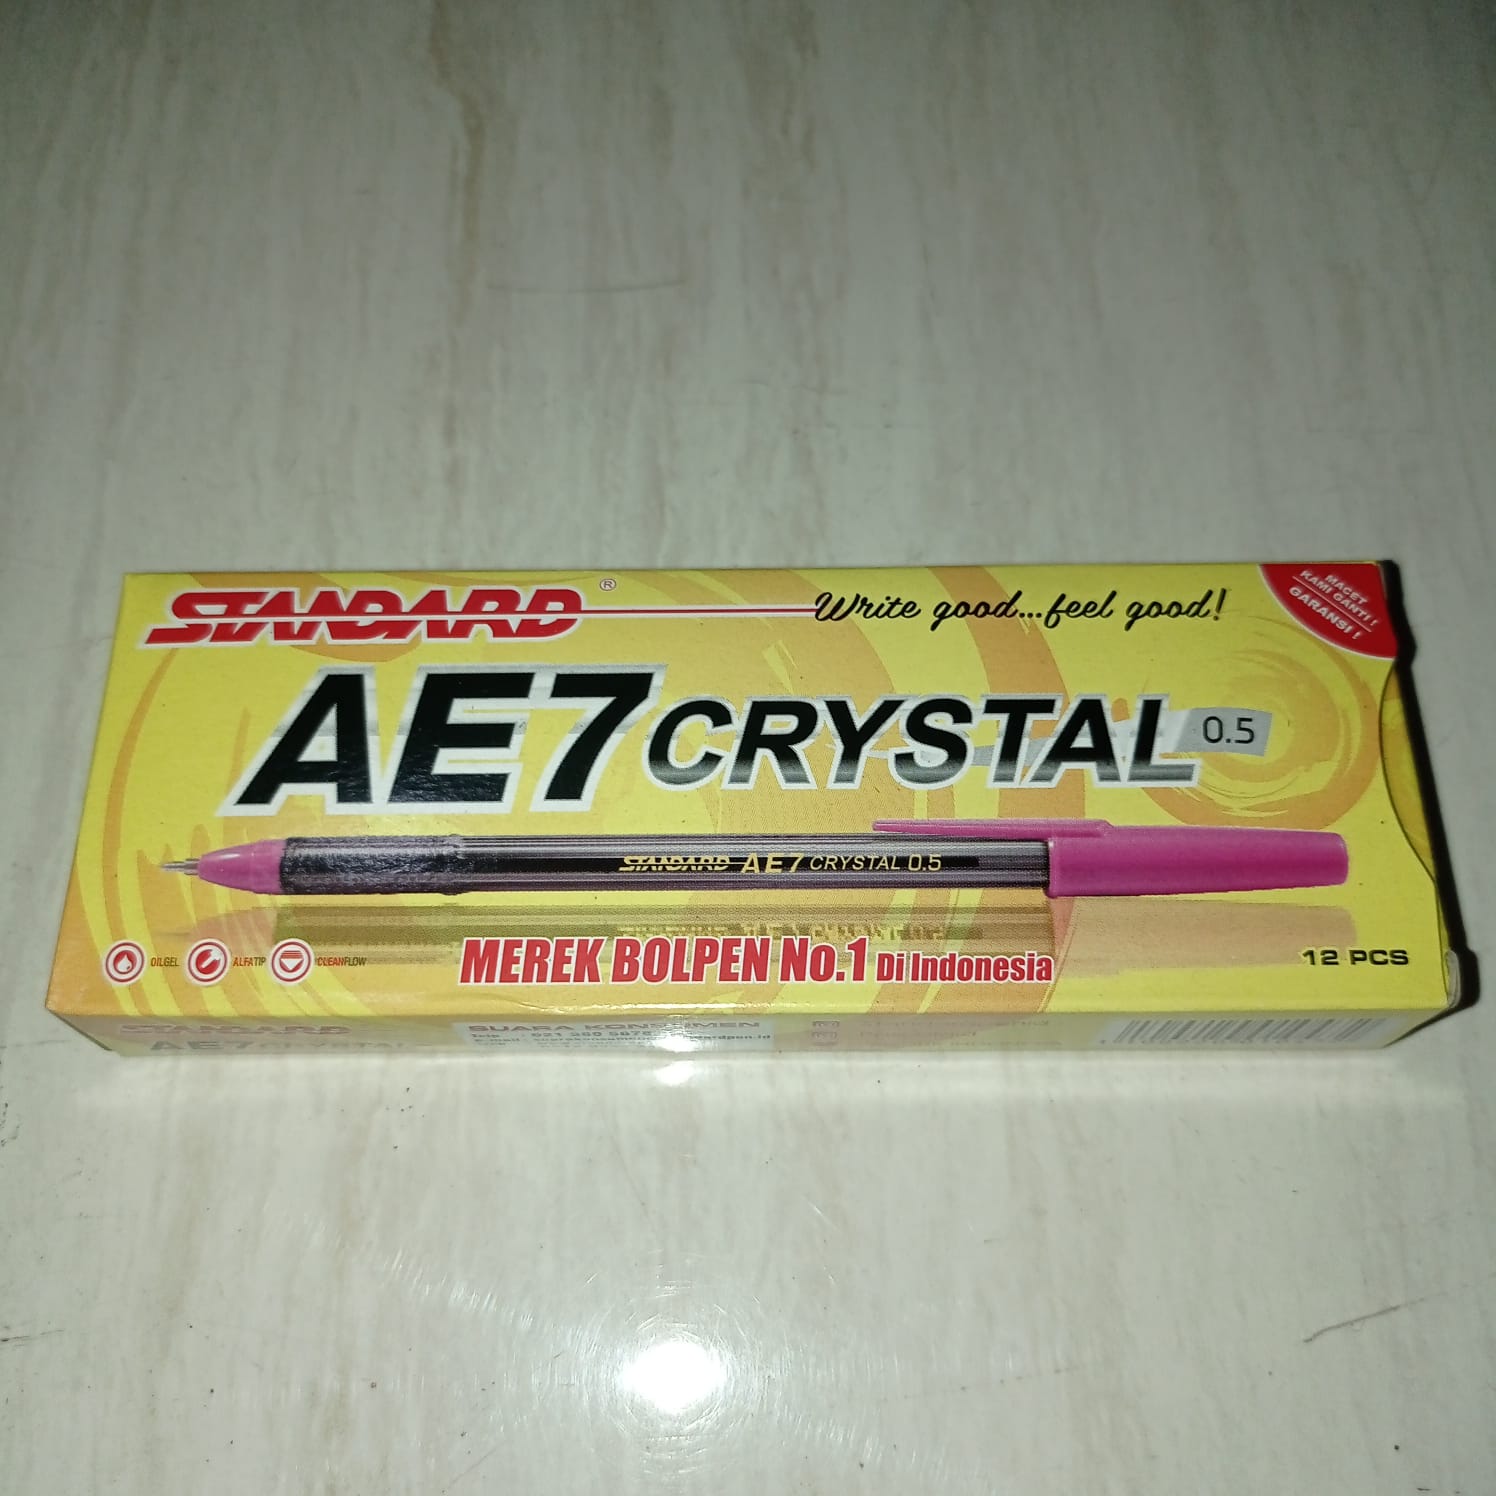 STANDARD ®
Write good...feel good!
MACET
KAMI GANTI !
GARANSI !
AE7 CRYSTAL 0.5
STANDARD AE7 CRYSTAL 0.5
OILGEL
ALFATIP
CLEANFLOW
MEREK BOLPEN No.1 Di Indonesia
12 PCS
STANDARD
AE7 CRYSTAL
SUARA KONSUMEN